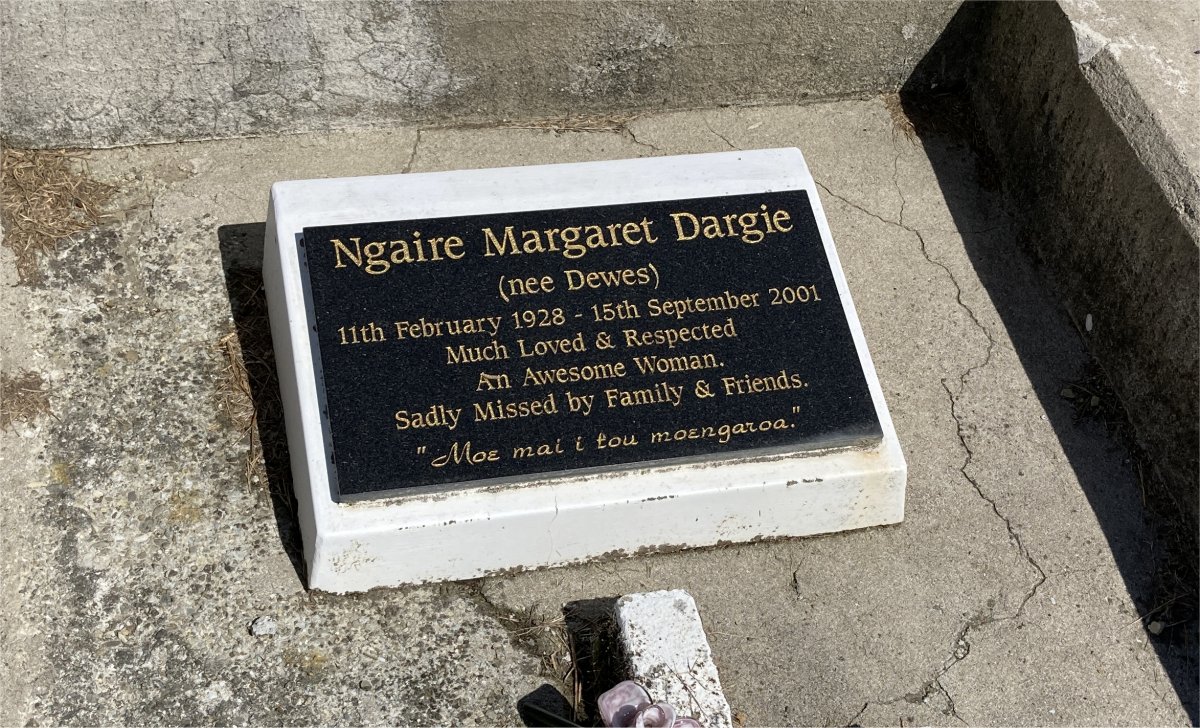 Ngaire Margaret Dargie
(nee Dewes)
11th February 1928 - 15th September 2001
Much Loved & Respected
An Awesome Woman.
Sadly Missed by Family & Friends.
"Moe mai i tou moengaroa."